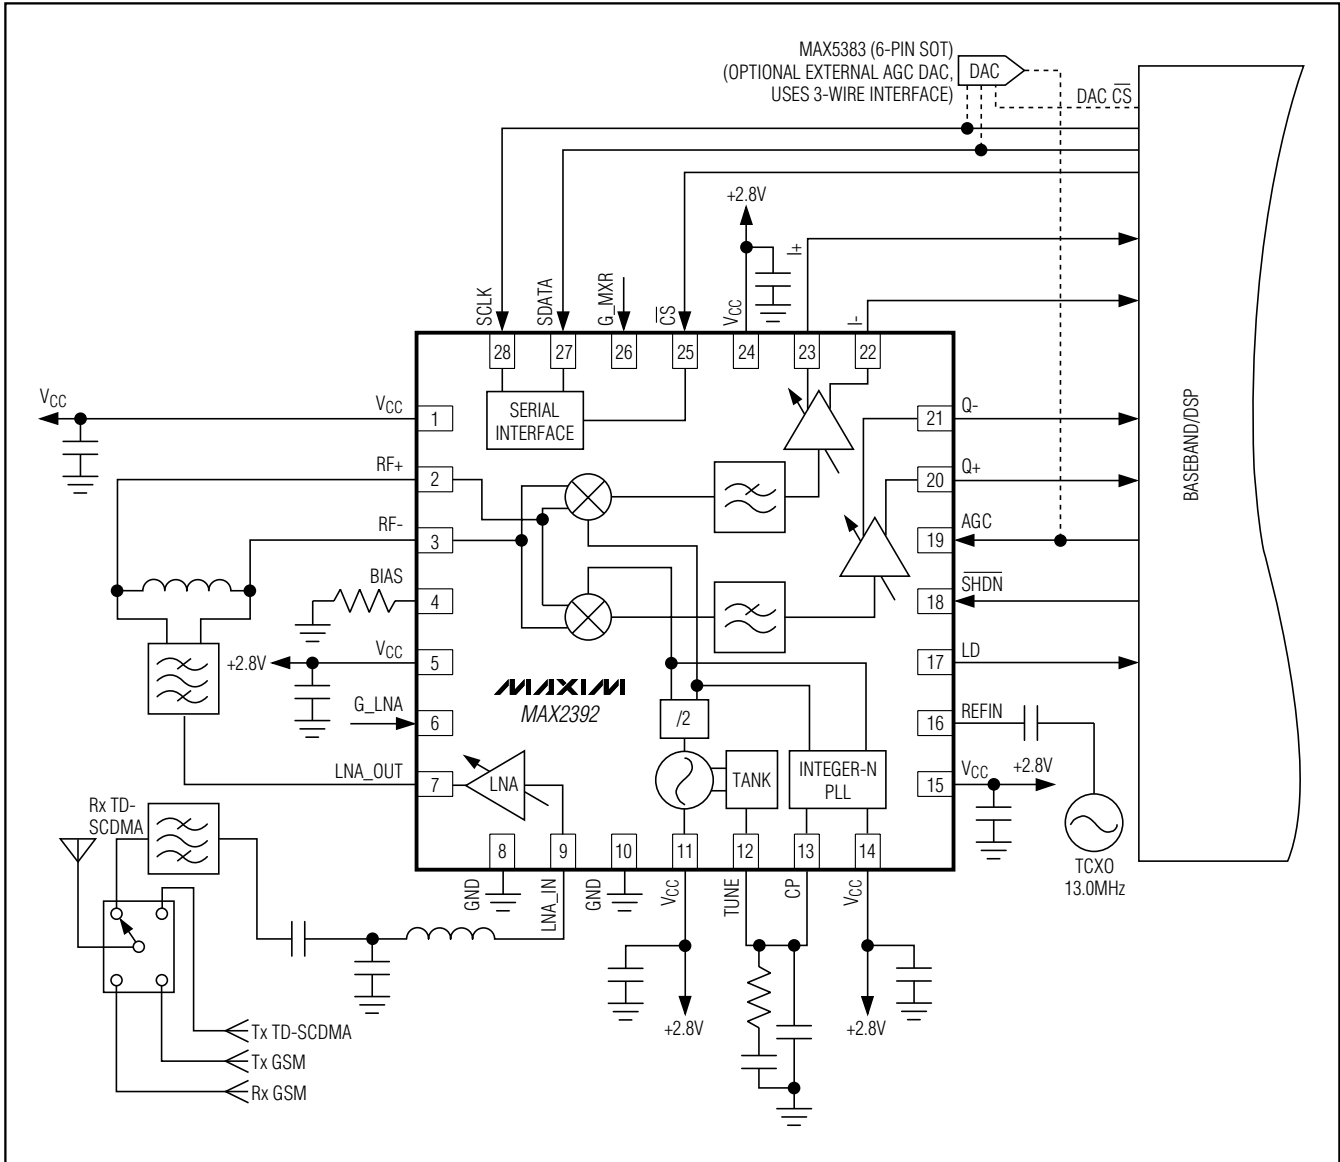 MAX5383 (6-PIN SOT)
(OPTIONAL EXTERNAL AGC DAC,
USES 3-WIRE INTERFACE)
DAC
DAC CS
+2.8V
I+
I-
SCLK
SDATA
G_MXR
CS
VCC
28
27
26
25
24
23
22
SERIAL
INTERFACE
VCC
VCC
1
RF+
2
RF-
3
BIAS
4
VCC
5
+2.8V
G_LNA
6
LNA_OUT
7
21
Q-
20
Q+
19
AGC
18
SHDN
17
LD
16
REFIN
15
VCC
+2.8V
BASEBAND/DSP
MAXIM
MAX2392
/2
TANK
INTEGER-N
PLL
LNA
TCXO
13.0MHz
Rx TD-
SCDMA
8
9
10
11
12
13
14
GND
LNA_IN
GND
VCC
TUNE
CP
VCC
+2.8V
+2.8V
Tx TD-SCDMA
Tx GSM
Rx GSM